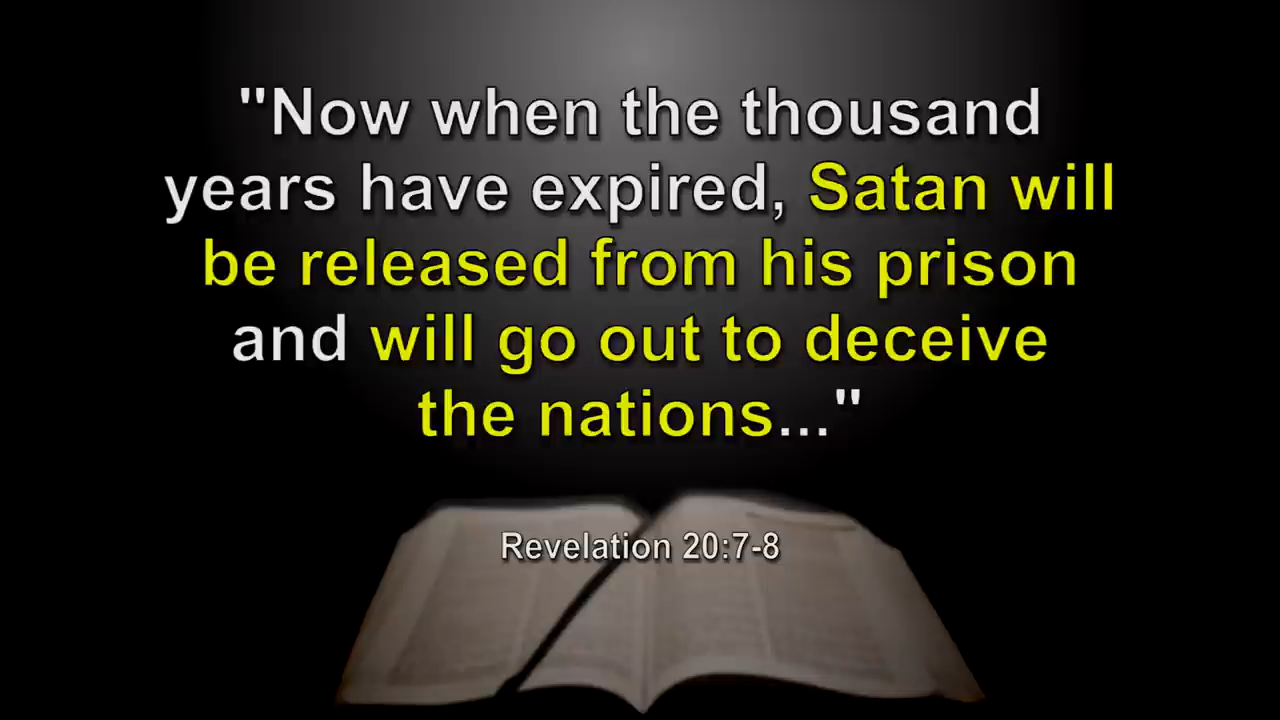 "Now when the thousand
years have expired, Satan will
be released from his prison
and will go out to deceive
the nations..."
Revelation 20:7-8